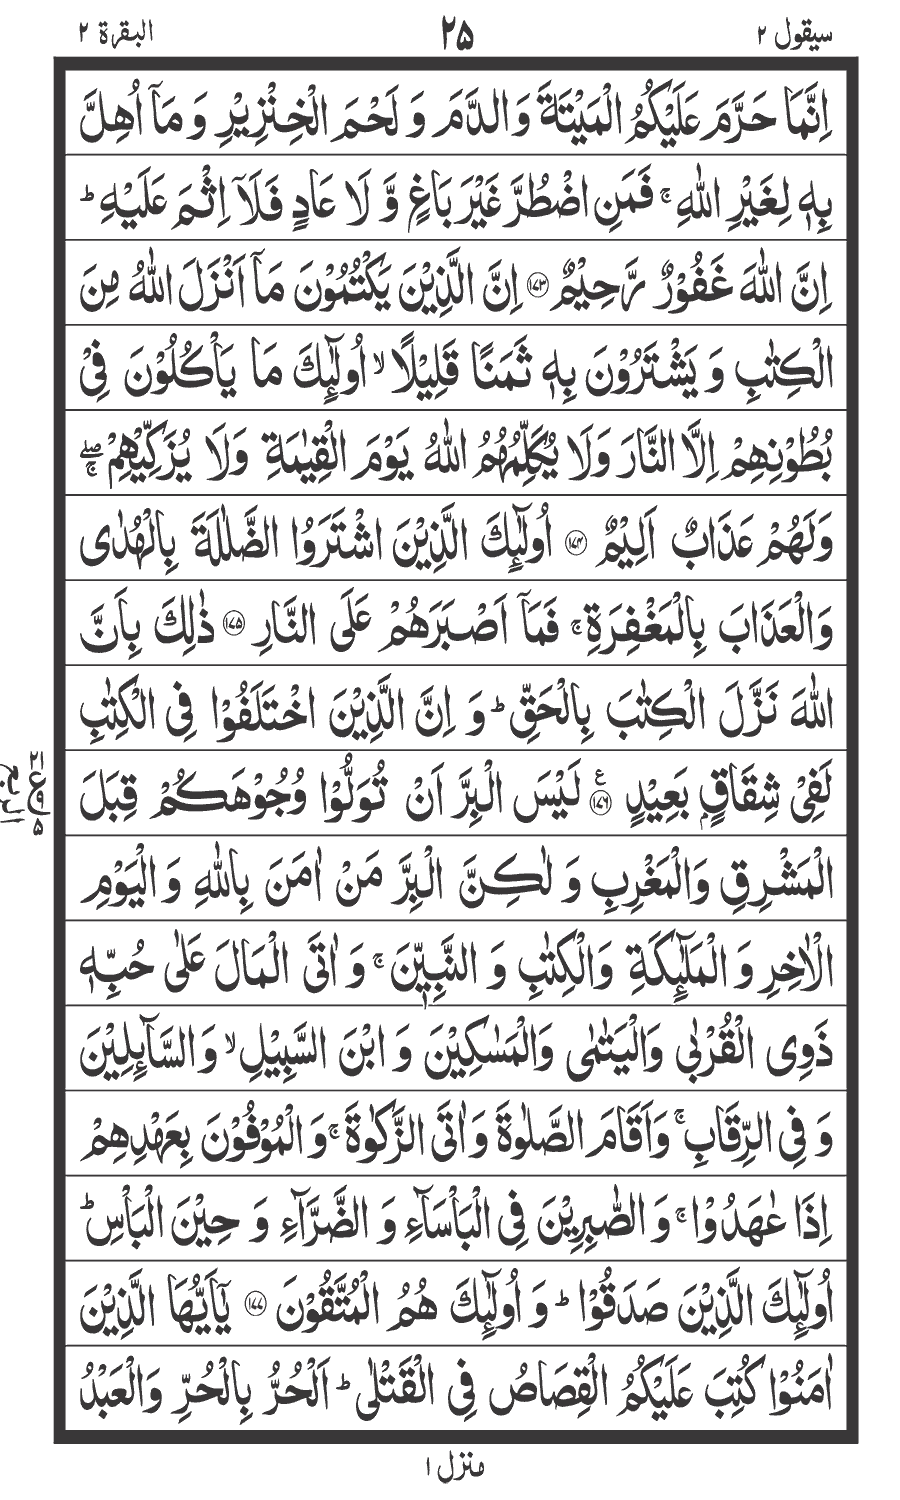 سیقول ۲
۲۵
البقرة ۲
اِنَّمَا حَرَّمَ عَلَیْكُمُ الْمَیْتَةَ وَ الدَّمَ وَ لَحْمَ الْخِنْزِیْرِ وَ مَاۤ اُهِلَّ
بِهٖ لِغَیْرِ اللّٰهِ ۚ فَمَنِ اضْطُرَّ غَیْرَ بَاغٍ وَّ لَا عَادٍ فَلَاۤ اِثْمَ عَلَیْهِ ؕ
اِنَّ اللّٰهَ غَفُوْرٌ رَّحِیْمٌ ﴿۱۷۳﴾ اِنَّ الَّذِیْنَ یَكْتُمُوْنَ مَاۤ اَنْزَلَ اللّٰهُ مِنَ
الْكِتٰبِ وَ یَشْتَرُوْنَ بِهٖ ثَمَنًا قَلِیْلًا ۙ اُولٰٓىِٕكَ مَا یَاْكُلُوْنَ فِیْ
بُطُوْنِهِمْ اِلَّا النَّارَ وَلَا یُكَلِّمُهُمُ اللّٰهُ یَوْمَ الْقِیٰمَةِ وَلَا یُزَكِّیْهِمْ ۖۚ
وَلَهُمْ عَذَابٌ اَلِیْمٌ ﴿۱۷۴﴾ اُولٰٓىِٕكَ الَّذِیْنَ اشْتَرَوُا الضَّلٰلَةَ بِالْهُدٰی
وَالْعَذَابَ بِالْمَغْفِرَةِ ۚ فَمَاۤ اَصْبَرَهُمْ عَلَی النَّارِ ﴿۱۷۵﴾ ذٰلِكَ بِاَنَّ
اللّٰهَ نَزَّلَ الْكِتٰبَ بِالْحَقِّ ؕ وَ اِنَّ الَّذِیْنَ اخْتَلَفُوْا فِی الْكِتٰبِ
لَفِیْ شِقَاقٍۭ بَعِیْدٍ ﴿۱۷۶﴾ ع لَیْسَ الْبِرَّ اَنْ تُوَلُّوْا وُجُوْهَكُمْ قِبَلَ
الْمَشْرِقِ وَالْمَغْرِبِ وَ لٰكِنَّ الْبِرَّ مَنْ اٰمَنَ بِاللّٰهِ وَ الْیَوْمِ
الْاٰخِرِ وَ الْمَلٰٓىِٕكَةِ وَالْكِتٰبِ وَ النَّبِیّٖنَ ۚ وَ اٰتَی الْمَالَ عَلٰی حُبِّهٖ
ذَوِی الْقُرْبٰی وَالْیَتٰمٰی وَالْمَسٰكِیْنَ وَ ابْنَ السَّبِیْلِ ۙ وَ السَّآىِٕلِیْنَ
وَ فِی الرِّقَابِ ۚ وَاَقَامَ الصَّلٰوةَ وَ اٰتَی الزَّكٰوةَ ۚ وَ الْمُوْفُوْنَ بِعَهْدِهِمْ
اِذَا عٰهَدُوْا ۚ وَ الصّٰبِرِیْنَ فِی الْبَاْسَآءِ وَ الضَّرَّآءِ وَ حِیْنَ الْبَاْسِ ؕ
اُولٰٓىِٕكَ الَّذِیْنَ صَدَقُوْا ؕ وَ اُولٰٓىِٕكَ هُمُ الْمُتَّقُوْنَ ﴿۱۷۷﴾ یٰۤاَیُّهَا الَّذِیْنَ
اٰمَنُوْا كُتِبَ عَلَیْكُمُ الْقِصَاصُ فِی الْقَتْلٰی ؕ اَلْحُرُّ بِالْحُرِّ وَالْعَبْدُ
۲۱
ع
۹
۵
الربع
منزل ۱